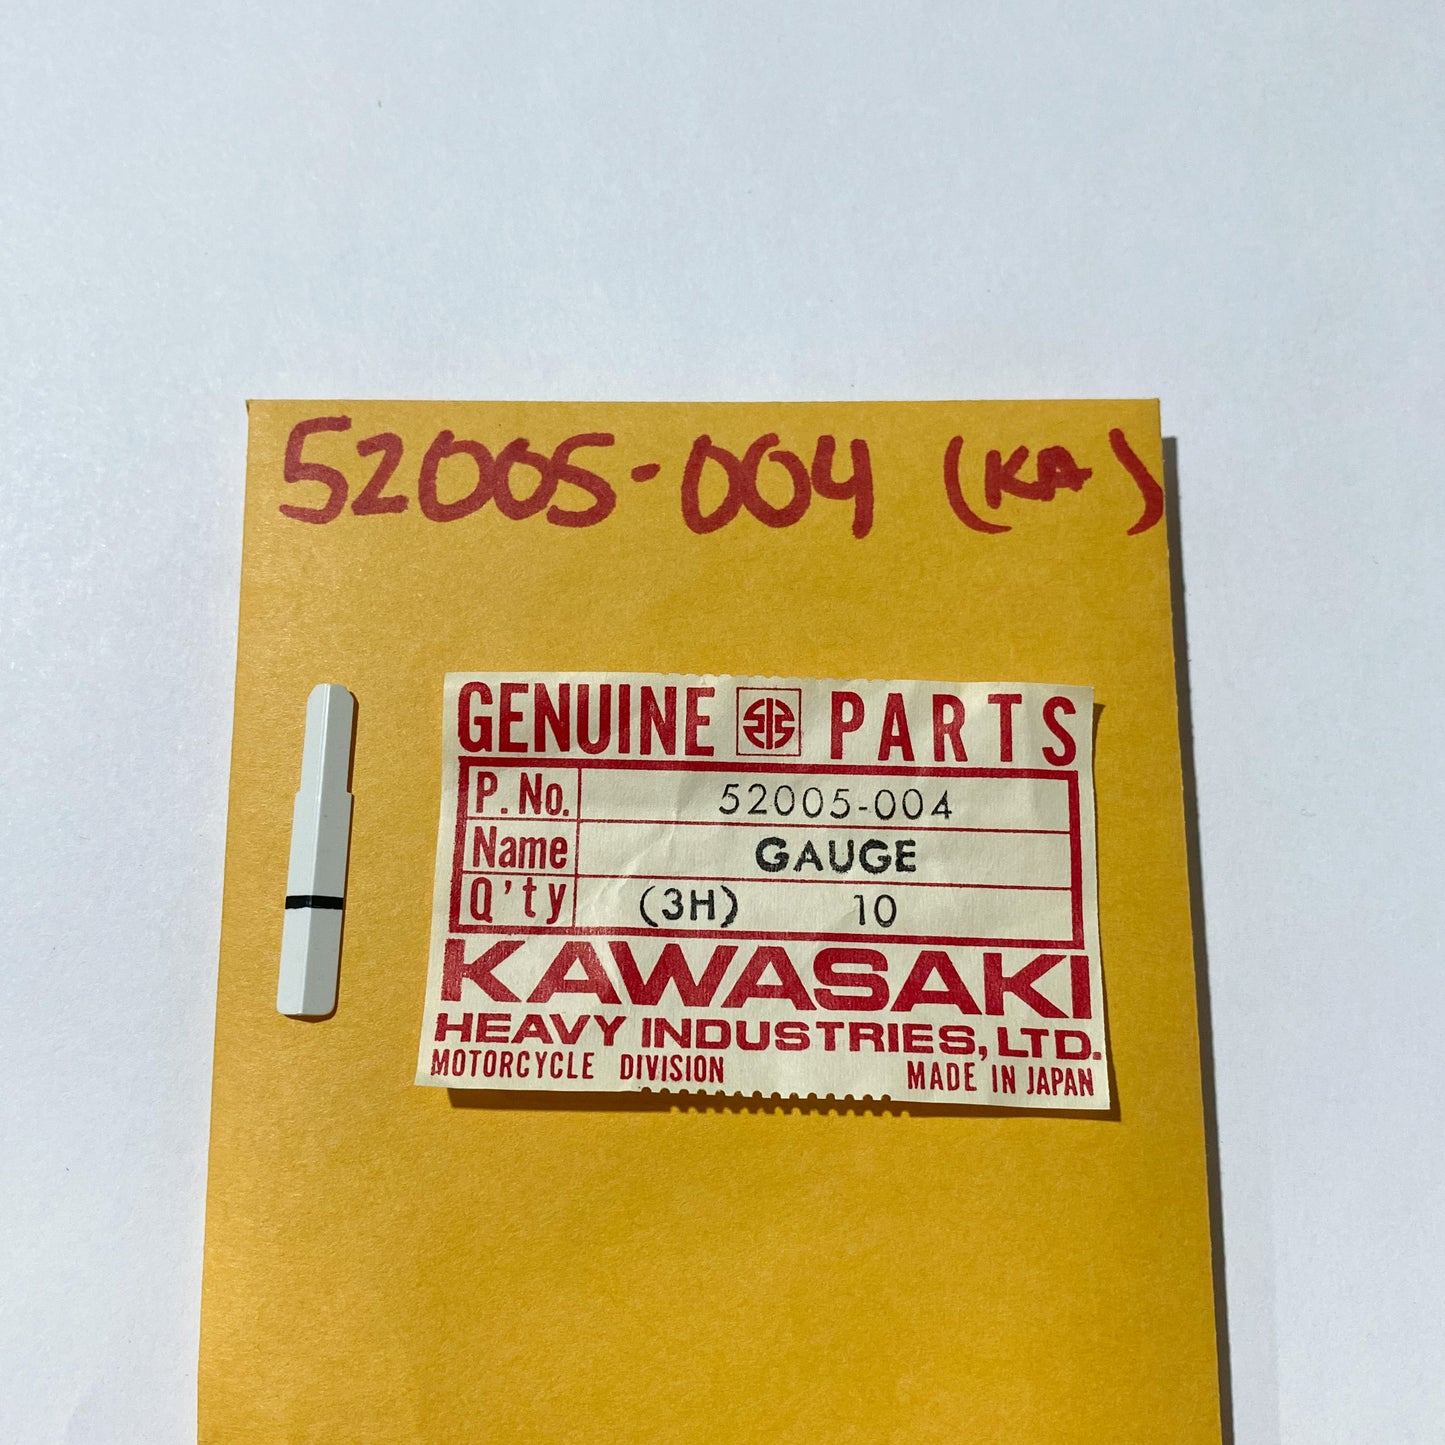 52005-004 (KA)
GENUINE PARTS
P. No. 52005-004
Name GAUGE
Q'ty (3H) 10
KAWASAKI
HEAVY INDUSTRIES, LTD.
MOTORCYCLE DIVISION MADE IN JAPAN